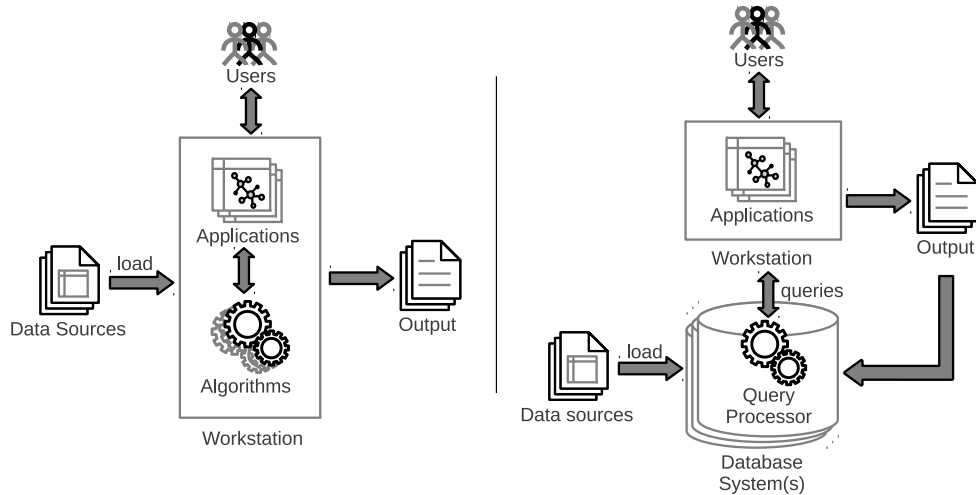 Users
Applications
load
Data Sources
Output
Algorithms
Workstation
Users
Applications
Output
Workstation
queries
load
Data sources
Query
Processor
Database
System(s)